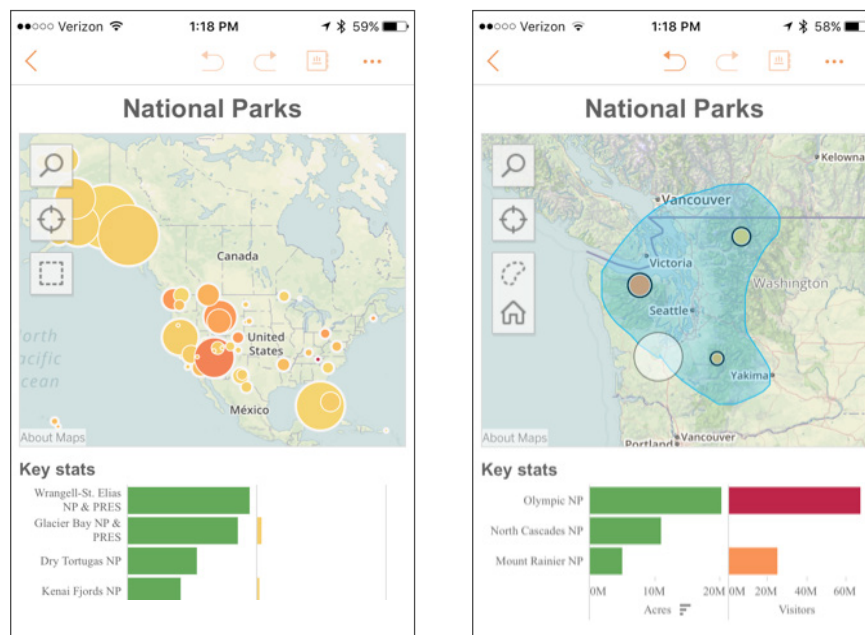 Verizon 1:18 PM 59%
National Parks
Canada
United
States
orth
acific
cean
México
About Maps
Key stats
Wrangell-St. Elias
NP & PRES
Glacier Bay NP &
PRES
Dry Tortugas NP
Kenai Fjords NP
Verizon 1:18 PM 58%
National Parks
Kelowna
Vancouver
Victoria
Washington
Seattle
Yakima
Vancouver
Portland
About Maps
Key stats
Olympic NP
North Cascades NP
Mount Rainier NP
0M 10M 20M 0M 20M 40M 60M
Acres Visitors